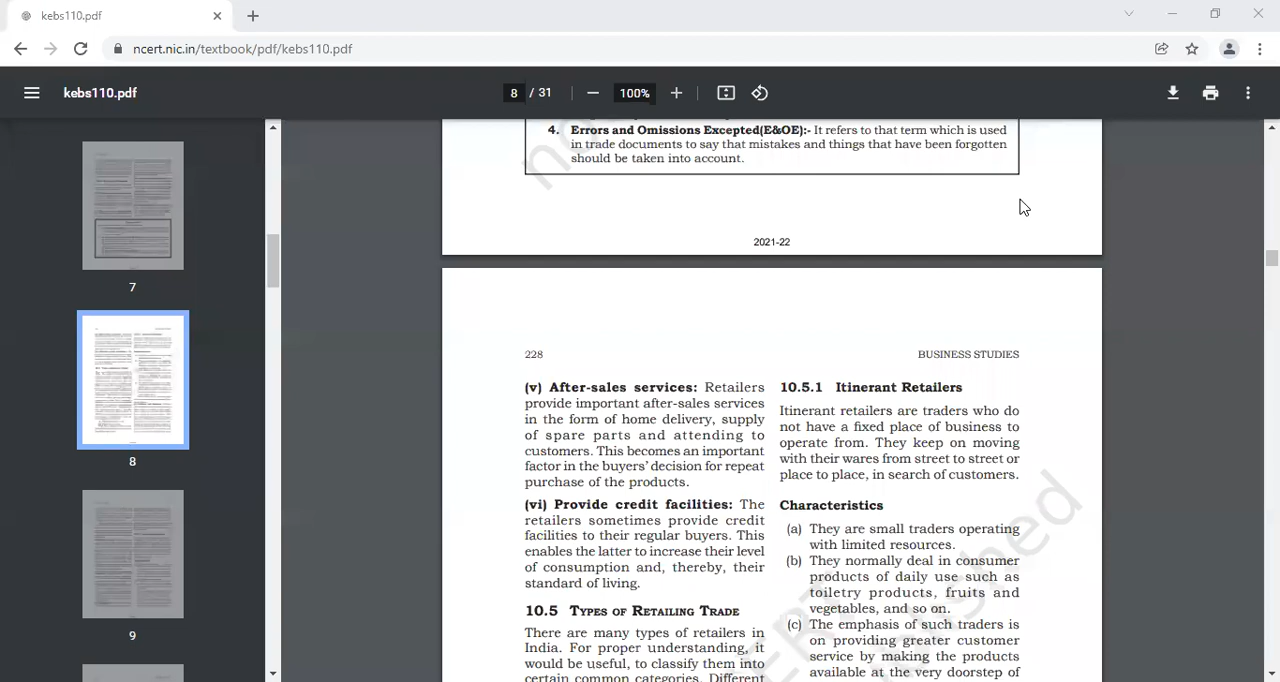 kebs110.pdf
ncert.nic.in/textbook/pdf/kebs110.pdf
kebs110.pdf
8 / 31
100%
7
8
9
4. Errors and Omissions Excepted(E&OE):- It refers to that term which is used
in trade documents to say that mistakes and things that have been forgotten
should be taken into account.
2021-22
228
BUSINESS STUDIES
(v) After-sales services: Retailers
provide important after-sales services
in the form of home delivery, supply
of spare parts and attending to
customers. This becomes an important
factor in the buyers' decision for repeat
purchase of the products.
(vi) Provide credit facilities: The
retailers sometimes provide credit
facilities to their regular buyers. This
enables the latter to increase their level
of consumption and, thereby, their
standard of living.
10.5 TYPES OF RETAILING TRADE
There are many types of retailers in
India. For proper understanding, it
would be useful, to classify them into
certain common categories. Different
10.5.1 Itinerant Retailers
Itinerant retailers are traders who do
not have a fixed place of business to
operate from. They keep on moving
with their wares from street to street or
place to place, in search of customers.
Characteristics
(a) They are small traders operating
with limited resources.
(b) They normally deal in consumer
products of daily use such as
toiletry products, fruits and
vegetables, and so on.
(c) The emphasis of such traders is
on providing greater customer
service by making the products
available at the very doorstep of